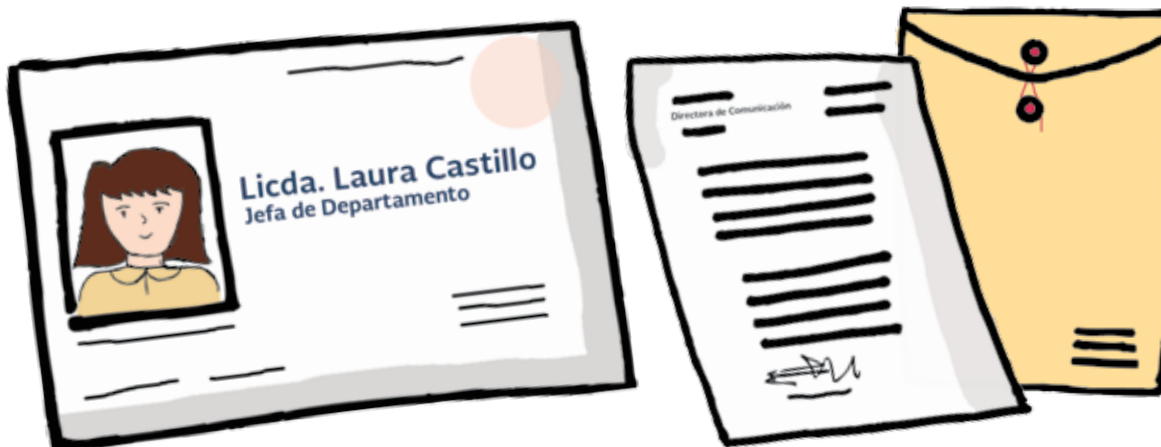 Licda. Laura Castillo
Jefa de Departamento
Directora de Comunicación